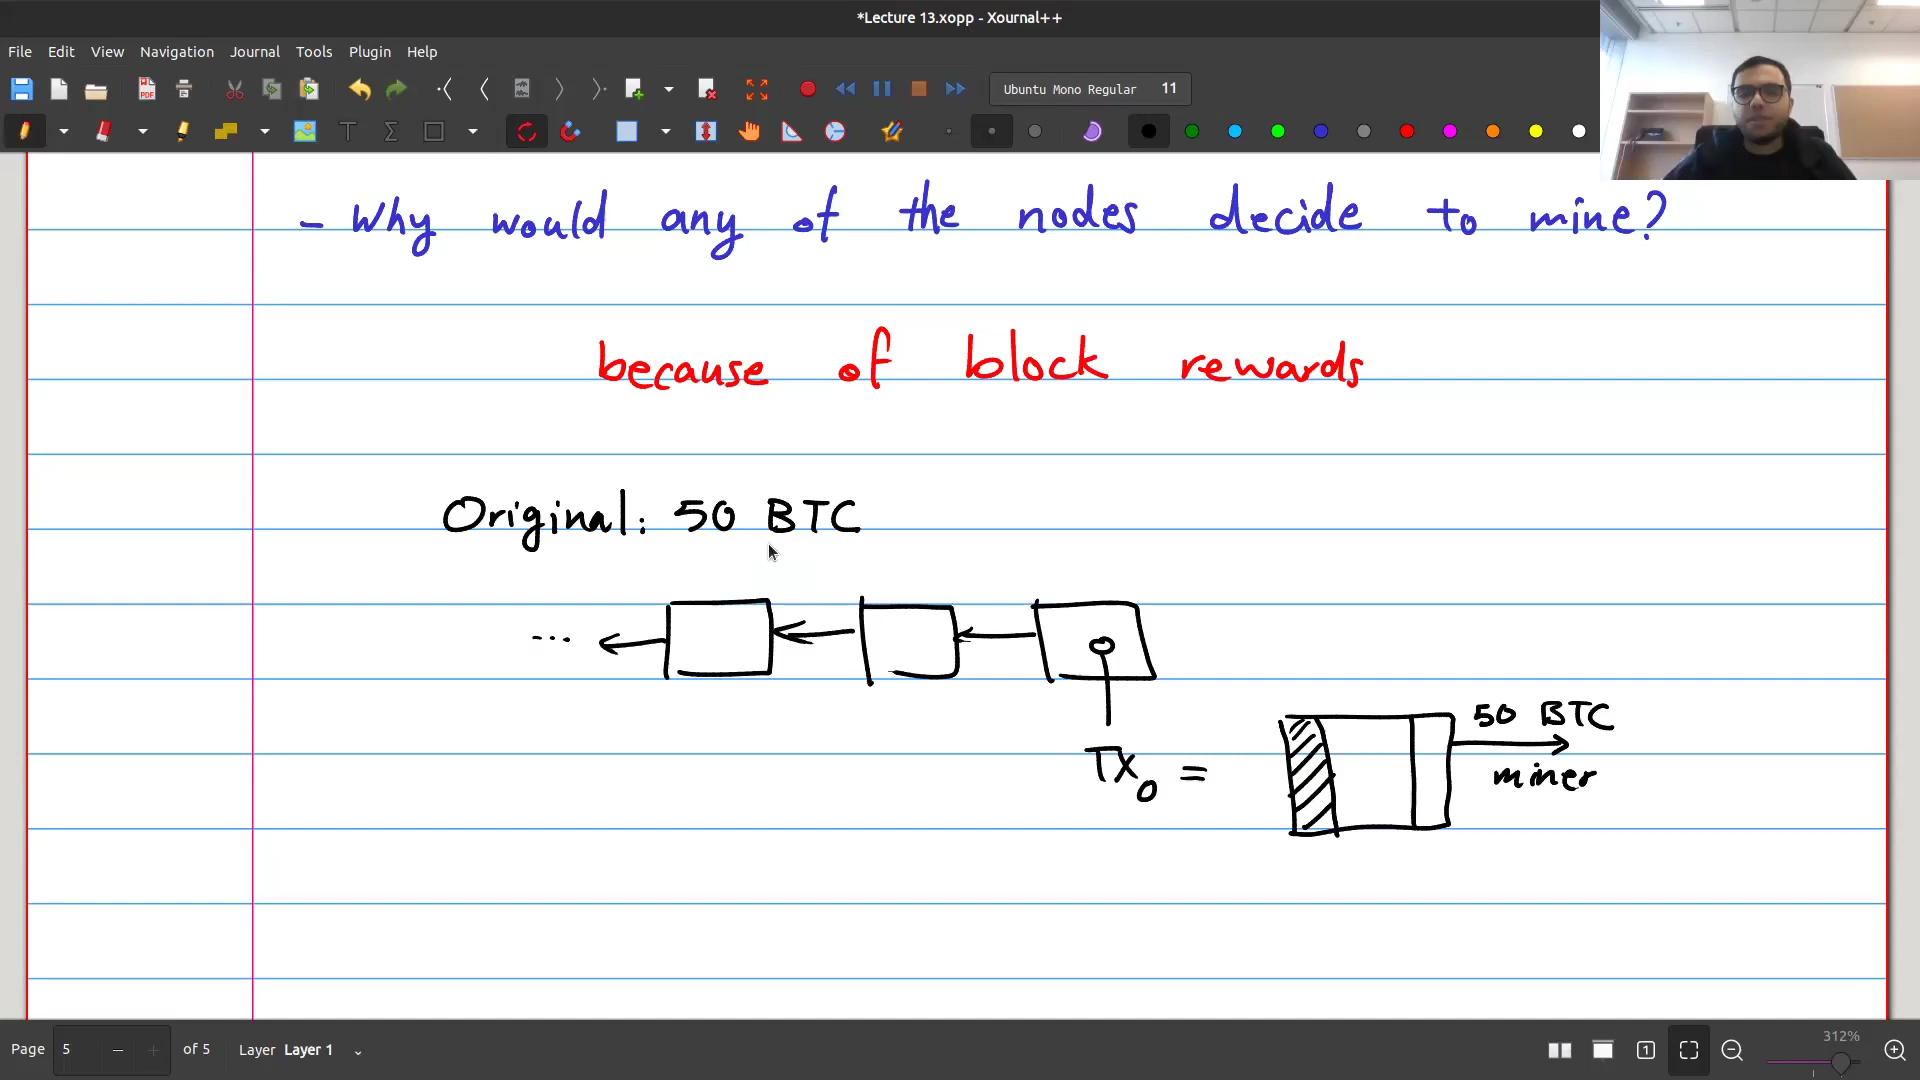 *Lecture 13.xopp - Xournal++
File Edit View Navigation Journal Tools Plugin Help
PDF
Ubuntu Mono Regular 11
- Why would any of the nodes decide to mine?
because of block rewards
Original: 50 BTC
...
50 BTC
TX0 =
miner
Page 5 of 5 Layer Layer 1
312%